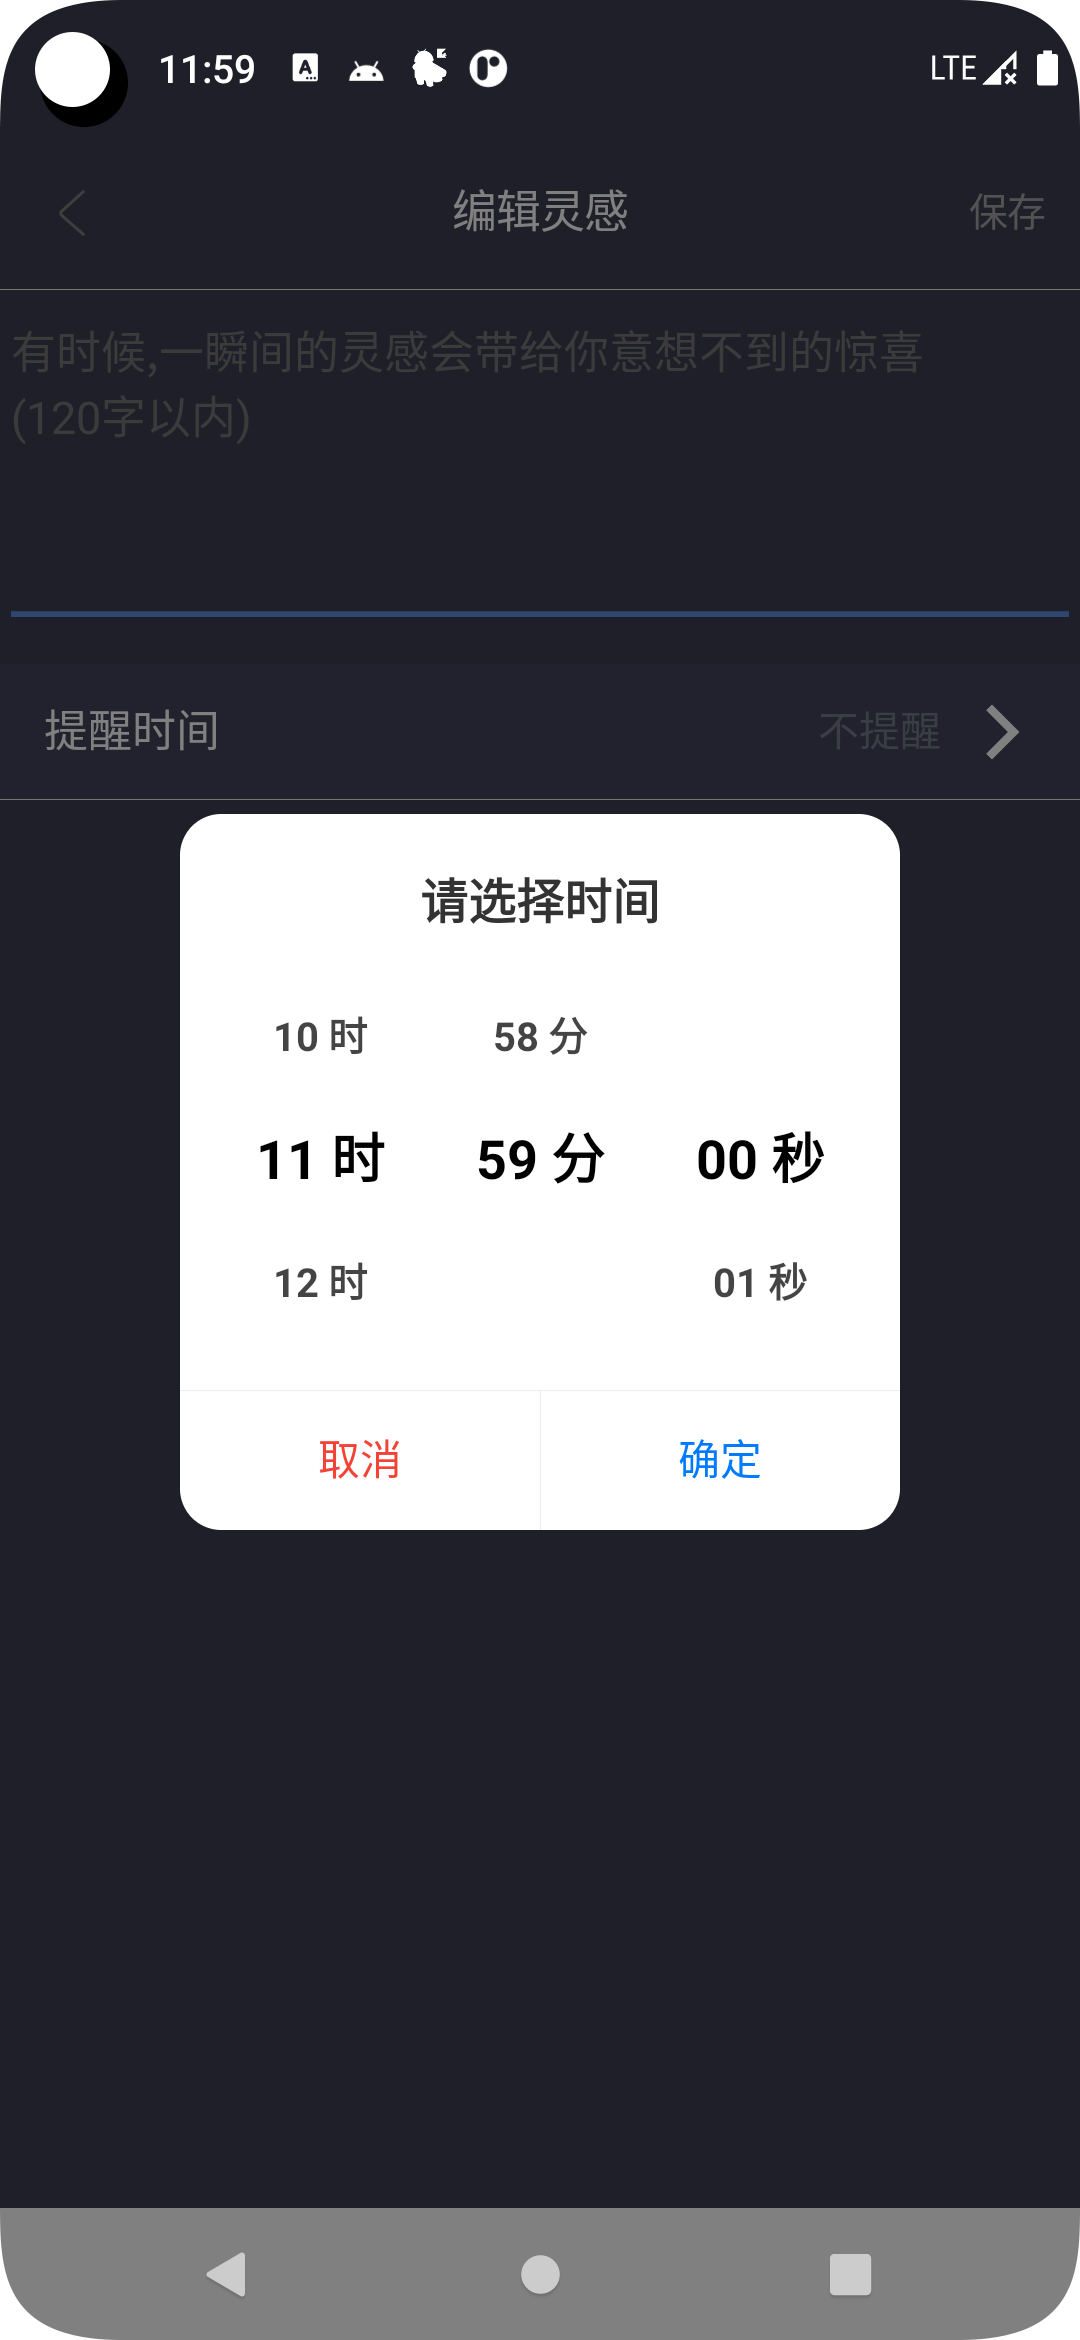 11:59
LTE
编辑灵感
保存
有时候,一瞬间的灵感会带给你意想不到的惊喜
(120字以内)
提醒时间
不提醒
请选择时间
10 时 58 分
11 时 59 分 00 秒
12 时 01 秒
取消
确定